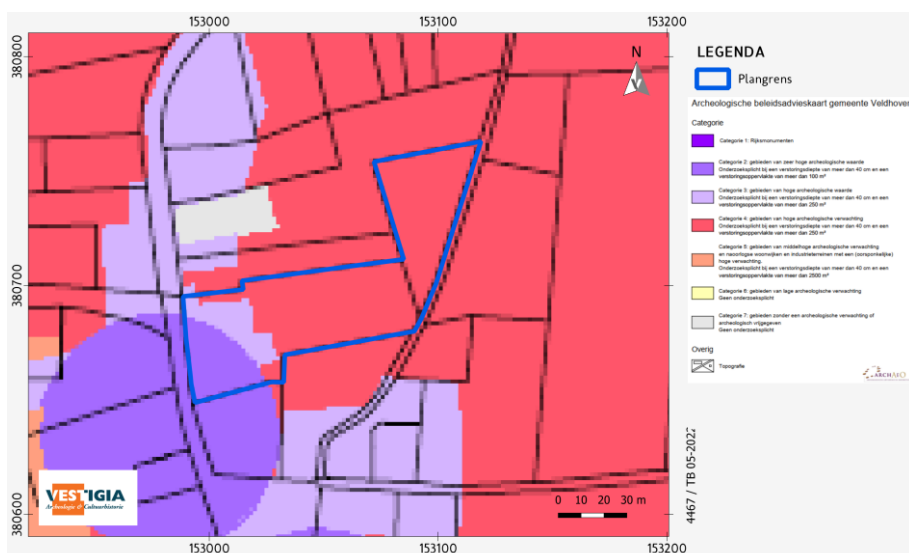 153000
153100
153200
380800
380700
380600
N
0 10 20 30 m
VESTIGIA
Archeologie & Cultuurhistorie
153000
153100
153200
4467 / TB 05-2022
LEGENDA
Plangrens
Archeologische beleidsadvieskaart gemeente Veldhoven
Categorie
Categorie 1: Rijksmonumenten
Categorie 2: gebieden van zeer hoge archeologische waarde
Onderzoeksplicht bij een verstoringsdiepte van meer dan 40 cm en een
verstoringsoppervlakte van meer dan 100 m²
Categorie 3: gebieden van hoge archeologische waarde
Onderzoeksplicht bij een verstoringsdiepte van meer dan 40 cm en een
verstoringsoppervlakte van meer dan 250 m²
Categorie 4: gebieden van hoge archeologische verwachting
Onderzoeksplicht bij een verstoringsdiepte van meer dan 40 cm en een
verstoringsoppervlakte van meer dan 250 m²
Categorie 5: gebieden van middelhoge archeologische verwachting
en naoorlogse woonwijken en industrieterreinen met een (oorspronkelijke)
hoge verwachting.
Onderzoeksplicht bij een verstoringsdiepte van meer dan 40 cm en een
verstoringsoppervlakte van meer dan 2500 m²
Categorie 6: gebieden van lage archeologische verwachting
Geen onderzoeksplicht
Categorie 7: gebieden zonder een archeologische verwachting of
archeologisch vrijgegeven
Geen onderzoeksplicht
Overig
Topografie
ARCHAEO